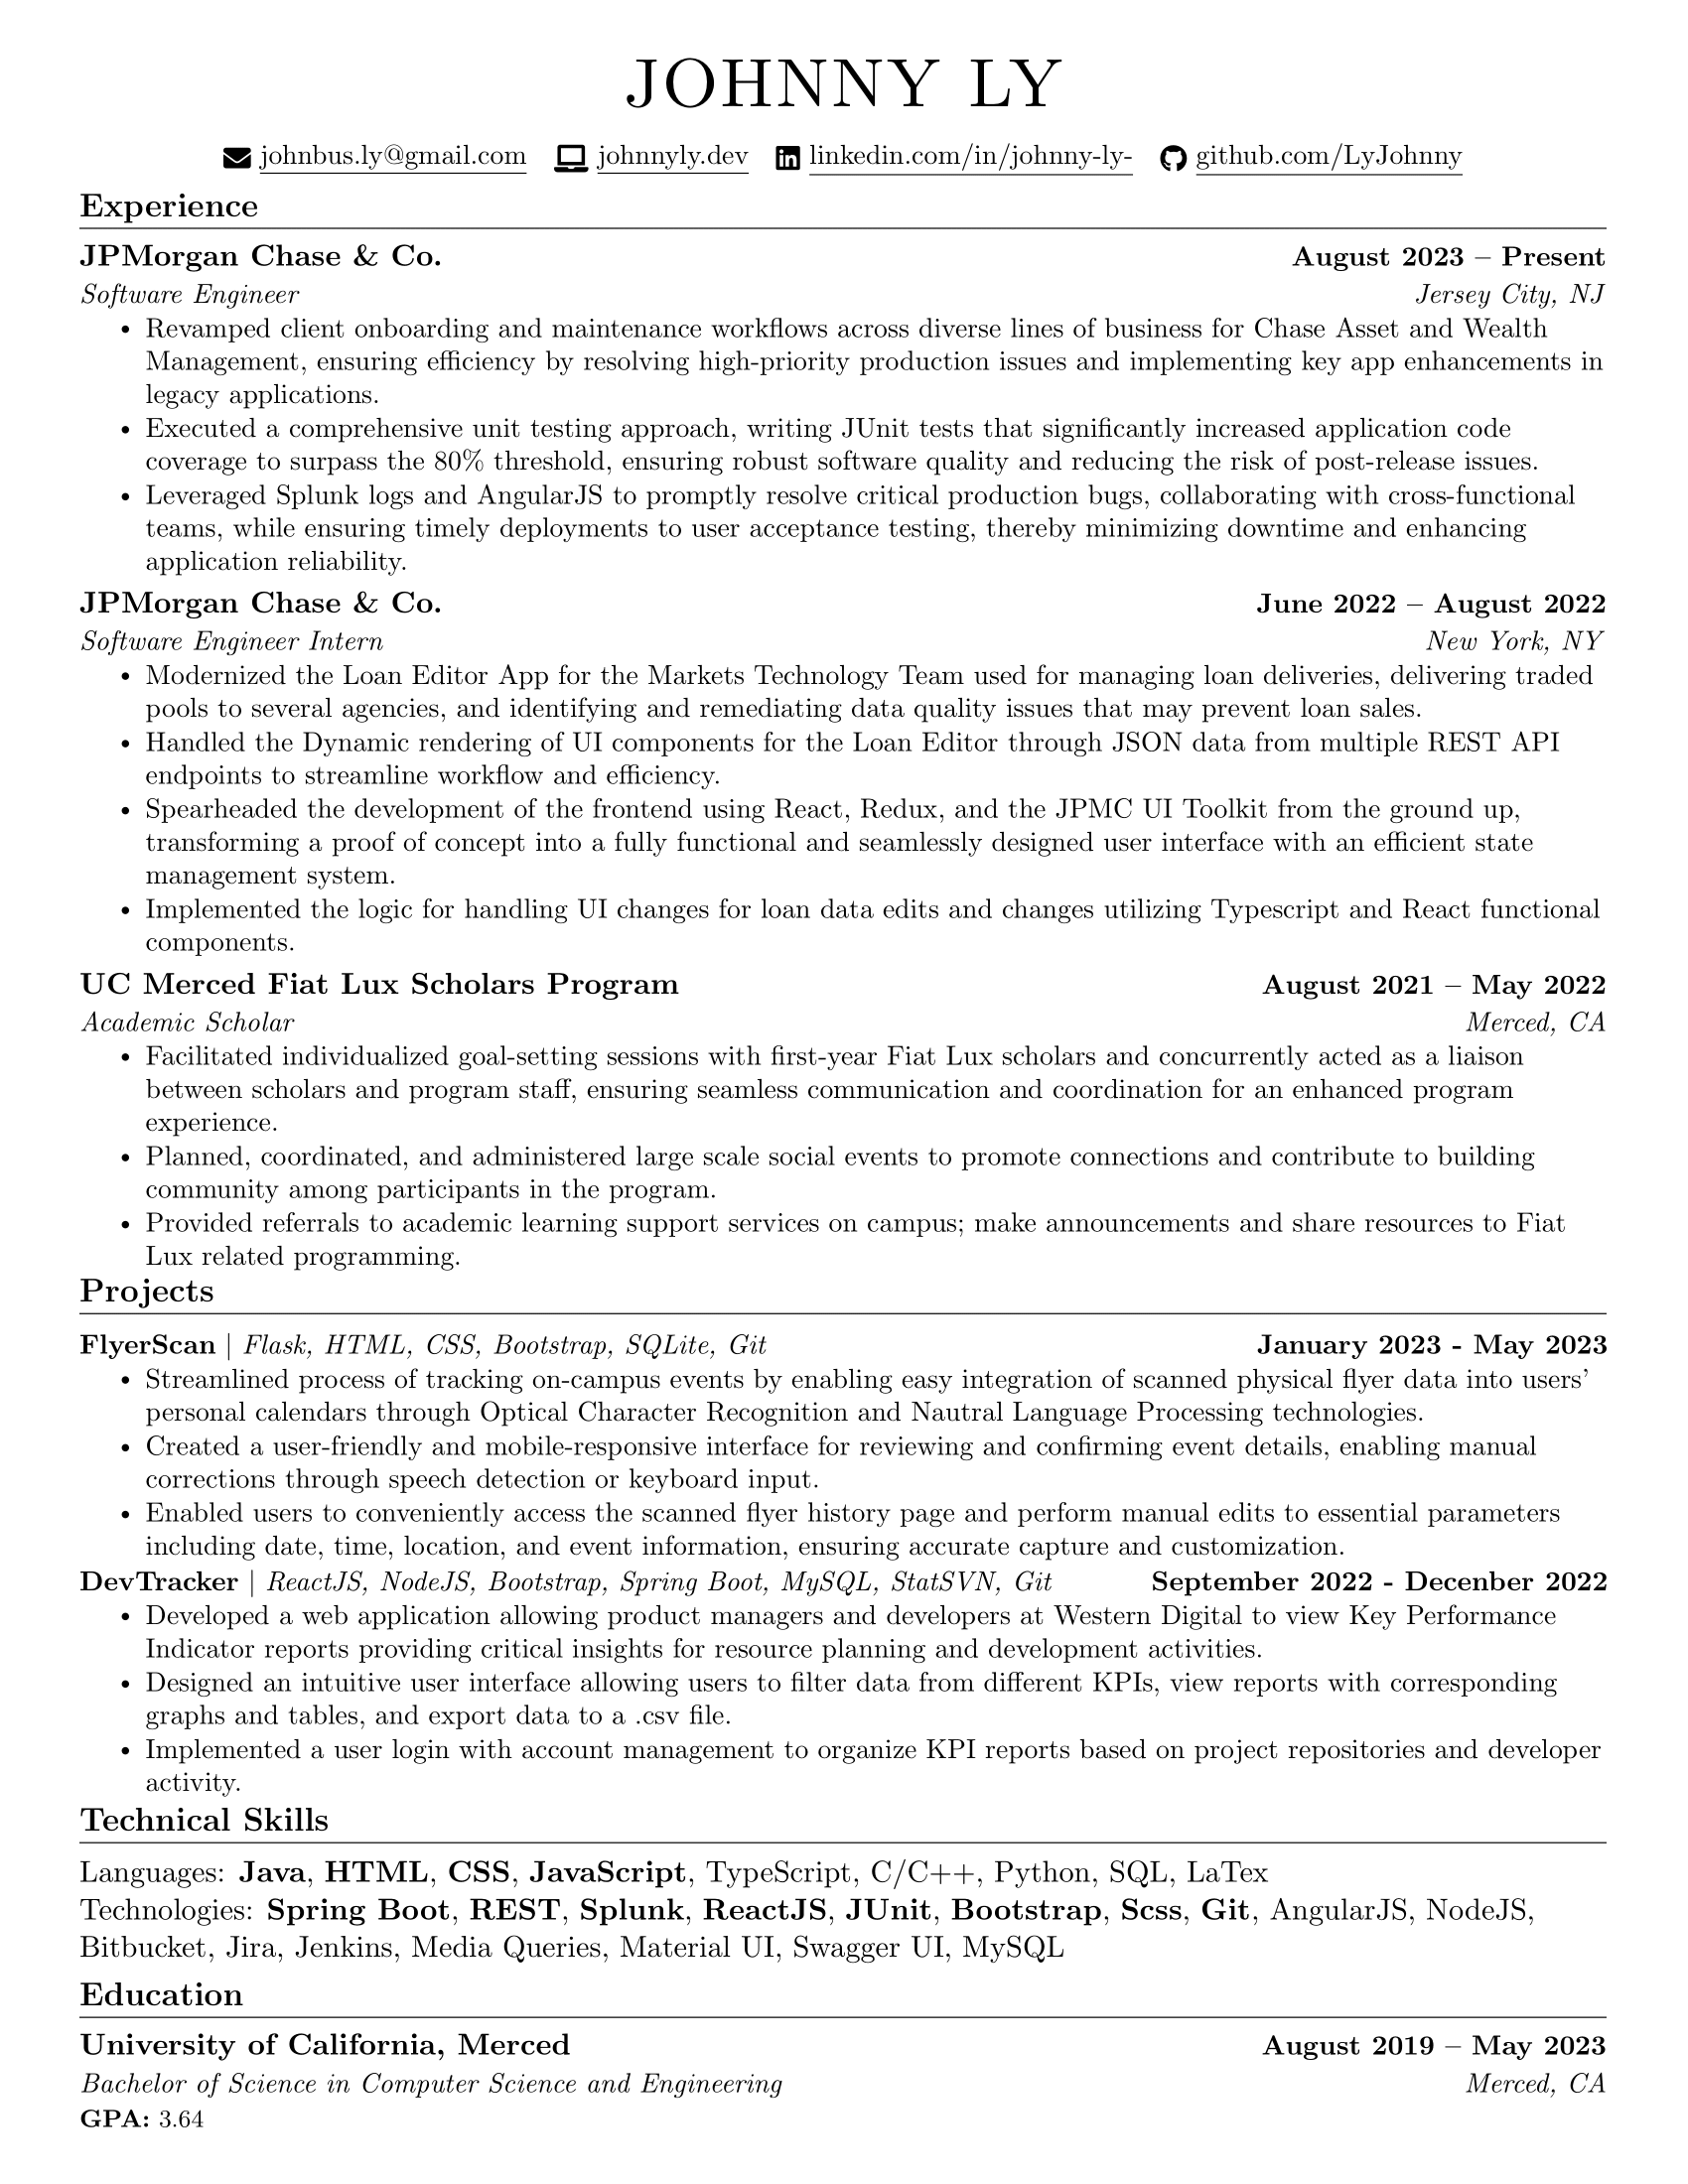 JOHNNY LY
johnbus.ly@gmail.com johnnyly.dev linkedin.com/in/johnny-ly- github.com/LyJohnny
Experience
JPMorgan Chase & Co. August 2023 – Present
Software Engineer Jersey City, NJ
• Revamped client onboarding and maintenance workflows across diverse lines of business for Chase Asset and Wealth
Management, ensuring efficiency by resolving high-priority production issues and implementing key app enhancements in
legacy applications.
• Executed a comprehensive unit testing approach, writing JUnit tests that significantly increased application code
coverage to surpass the 80% threshold, ensuring robust software quality and reducing the risk of post-release issues.
• Leveraged Splunk logs and AngularJS to promptly resolve critical production bugs, collaborating with cross-functional
teams, while ensuring timely deployments to user acceptance testing, thereby minimizing downtime and enhancing
application reliability.
JPMorgan Chase & Co. June 2022 – August 2022
Software Engineer Intern New York, NY
• Modernized the Loan Editor App for the Markets Technology Team used for managing loan deliveries, delivering traded
pools to several agencies, and identifying and remediating data quality issues that may prevent loan sales.
• Handled the Dynamic rendering of UI components for the Loan Editor through JSON data from multiple REST API
endpoints to streamline workflow and efficiency.
• Spearheaded the development of the frontend using React, Redux, and the JPMC UI Toolkit from the ground up,
transforming a proof of concept into a fully functional and seamlessly designed user interface with an efficient state
management system.
• Implemented the logic for handling UI changes for loan data edits and changes utilizing Typescript and React functional
components.
UC Merced Fiat Lux Scholars Program August 2021 – May 2022
Academic Scholar Merced, CA
• Facilitated individualized goal-setting sessions with first-year Fiat Lux scholars and concurrently acted as a liaison
between scholars and program staff, ensuring seamless communication and coordination for an enhanced program
experience.
• Planned, coordinated, and administered large scale social events to promote connections and contribute to building
community among participants in the program.
• Provided referrals to academic learning support services on campus; make announcements and share resources to Fiat
Lux related programming.
Projects
FlyerScan | Flask, HTML, CSS, Bootstrap, SQLite, Git January 2023 - May 2023
• Streamlined process of tracking on-campus events by enabling easy integration of scanned physical flyer data into users'
personal calendars through Optical Character Recognition and Nautral Language Processing technologies.
• Created a user-friendly and mobile-responsive interface for reviewing and confirming event details, enabling manual
corrections through speech detection or keyboard input.
• Enabled users to conveniently access the scanned flyer history page and perform manual edits to essential parameters
including date, time, location, and event information, ensuring accurate capture and customization.
DevTracker | ReactJS, NodeJS, Bootstrap, Spring Boot, MySQL, StatSVN, Git September 2022 - Decenber 2022
• Developed a web application allowing product managers and developers at Western Digital to view Key Performance
Indicator reports providing critical insights for resource planning and development activities.
• Designed an intuitive user interface allowing users to filter data from different KPIs, view reports with corresponding
graphs and tables, and export data to a .csv file.
• Implemented a user login with account management to organize KPI reports based on project repositories and developer
activity.
Technical Skills
Languages: Java, HTML, CSS, JavaScript, TypeScript, C/C++, Python, SQL, LaTex
Technologies: Spring Boot, REST, Splunk, ReactJS, JUnit, Bootstrap, Scss, Git, AngularJS, NodeJS,
Bitbucket, Jira, Jenkins, Media Queries, Material UI, Swagger UI, MySQL
Education
University of California, Merced August 2019 – May 2023
Bachelor of Science in Computer Science and Engineering Merced, CA
GPA: 3.64